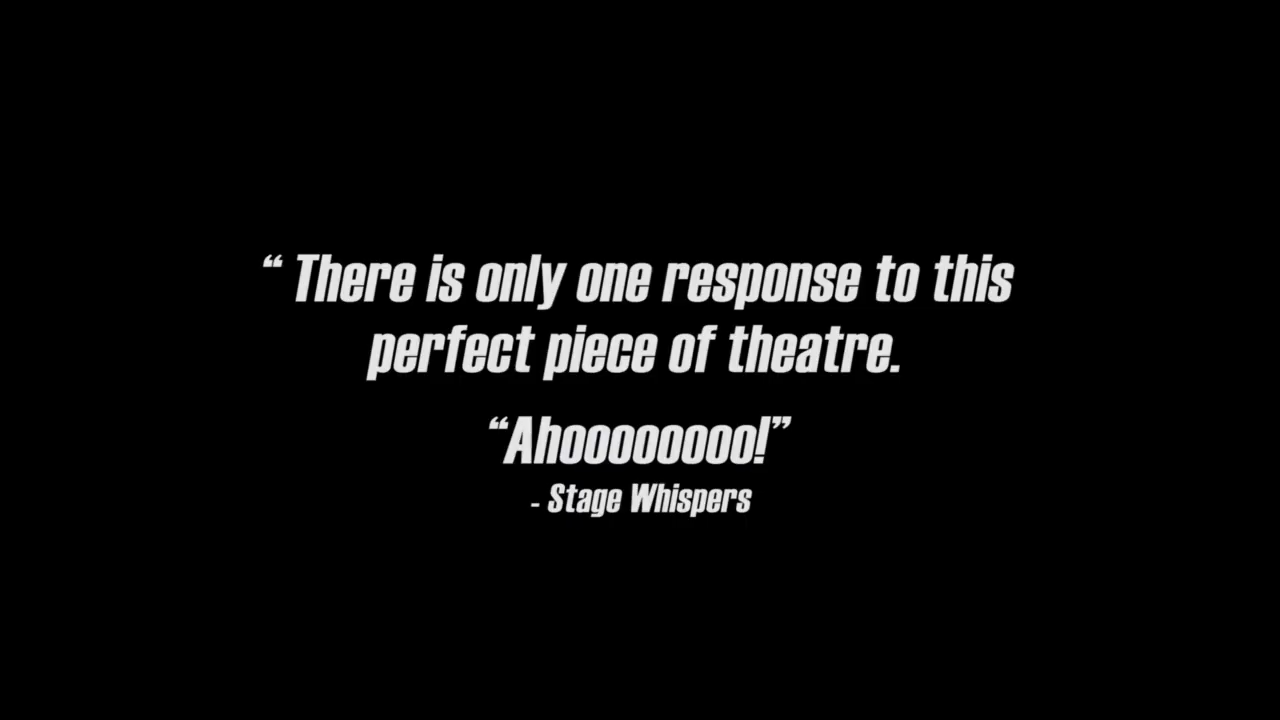 “ There is only one response to this
perfect piece of theatre.
“Ahoooooooo!”
- Stage Whispers